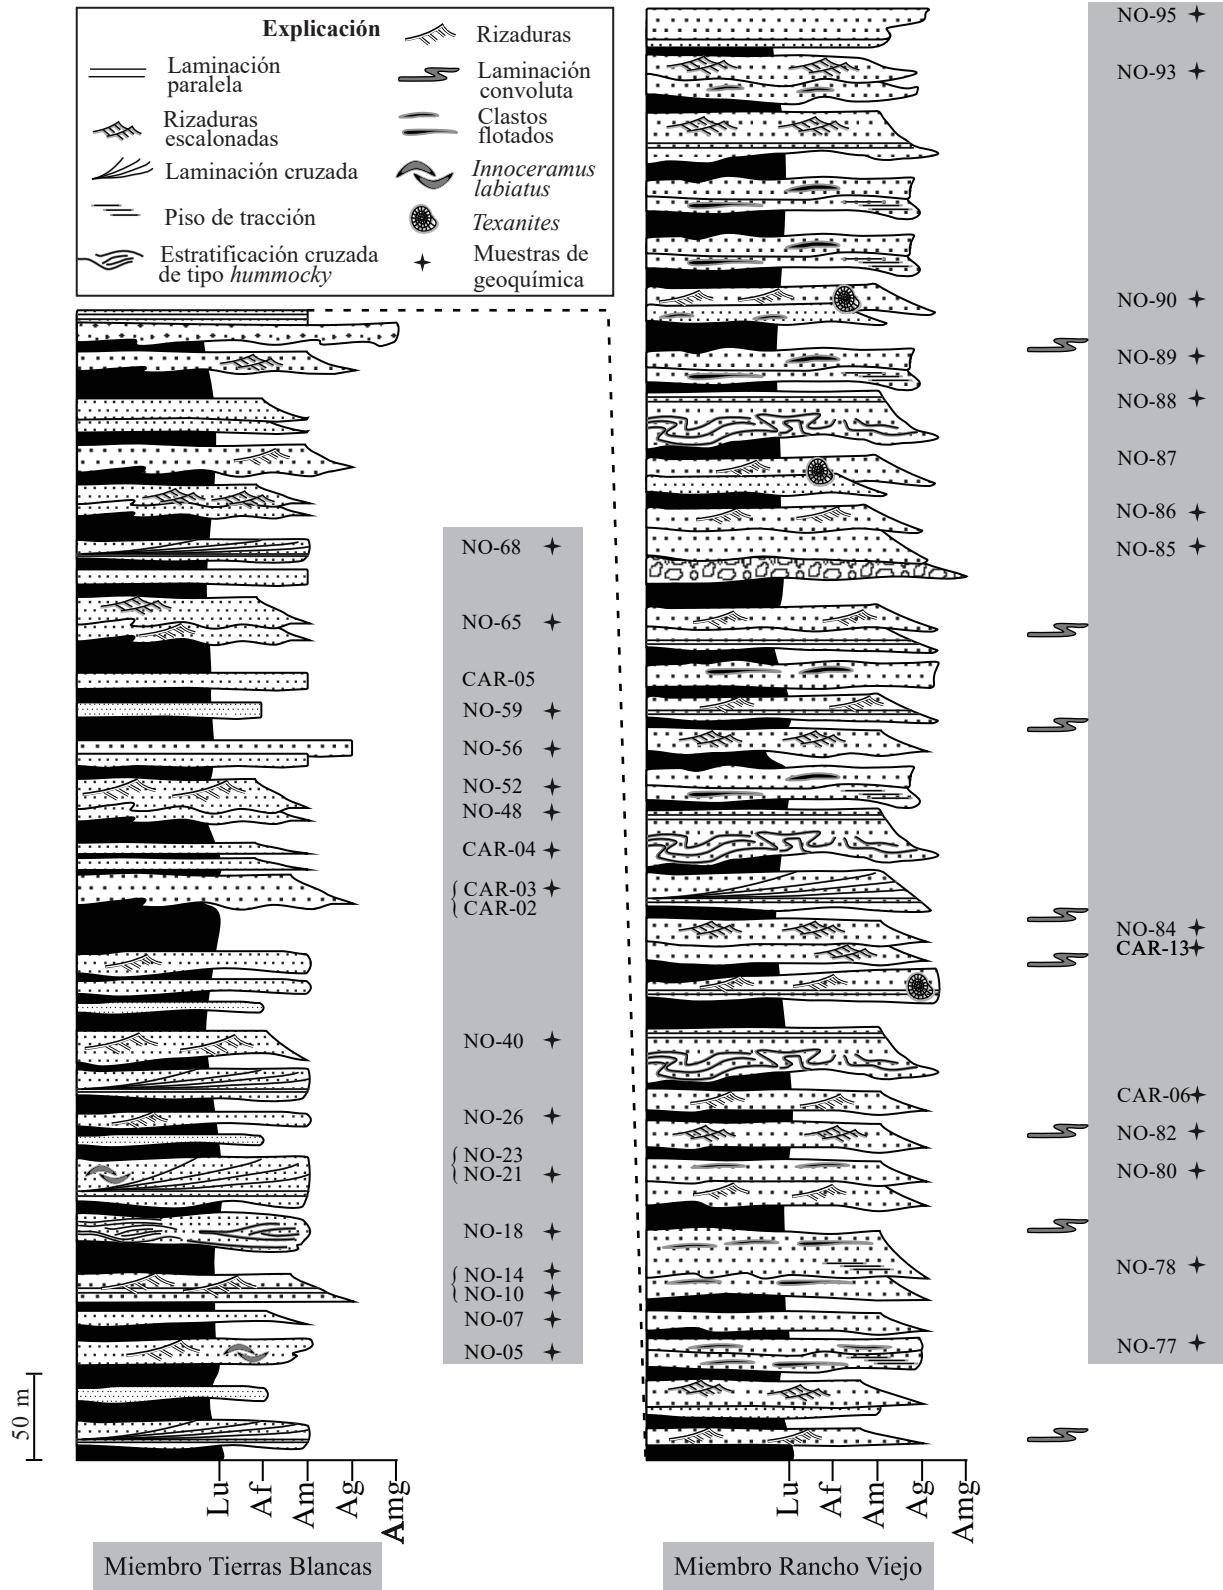 Explicación
Laminación
paralela
Rizaduras
escalonadas
Laminación cruzada
Piso de tracción
Estratificación cruzada
de tipo hummocky
Rizaduras
Laminación
convoluta
Clastos
flotados
Innoceramus
labiatus
Texanites
Muestras de
geoquímica
NO-68
NO-65
CAR-05
NO-59
NO-56
NO-52
NO-48
CAR-04
CAR-03
CAR-02
NO-40
NO-26
NO-23
NO-21
NO-18
NO-14
NO-10
NO-07
NO-05
50 m
Lu
Af
Am
Ag
Amg
Miembro Tierras Blancas
NO-95
NO-93
NO-90
NO-89
NO-88
NO-87
NO-86
NO-85
NO-84
CAR-13
CAR-06
NO-82
NO-80
NO-78
NO-77
Lu
Af
Am
Ag
Amg
Miembro Rancho Viejo